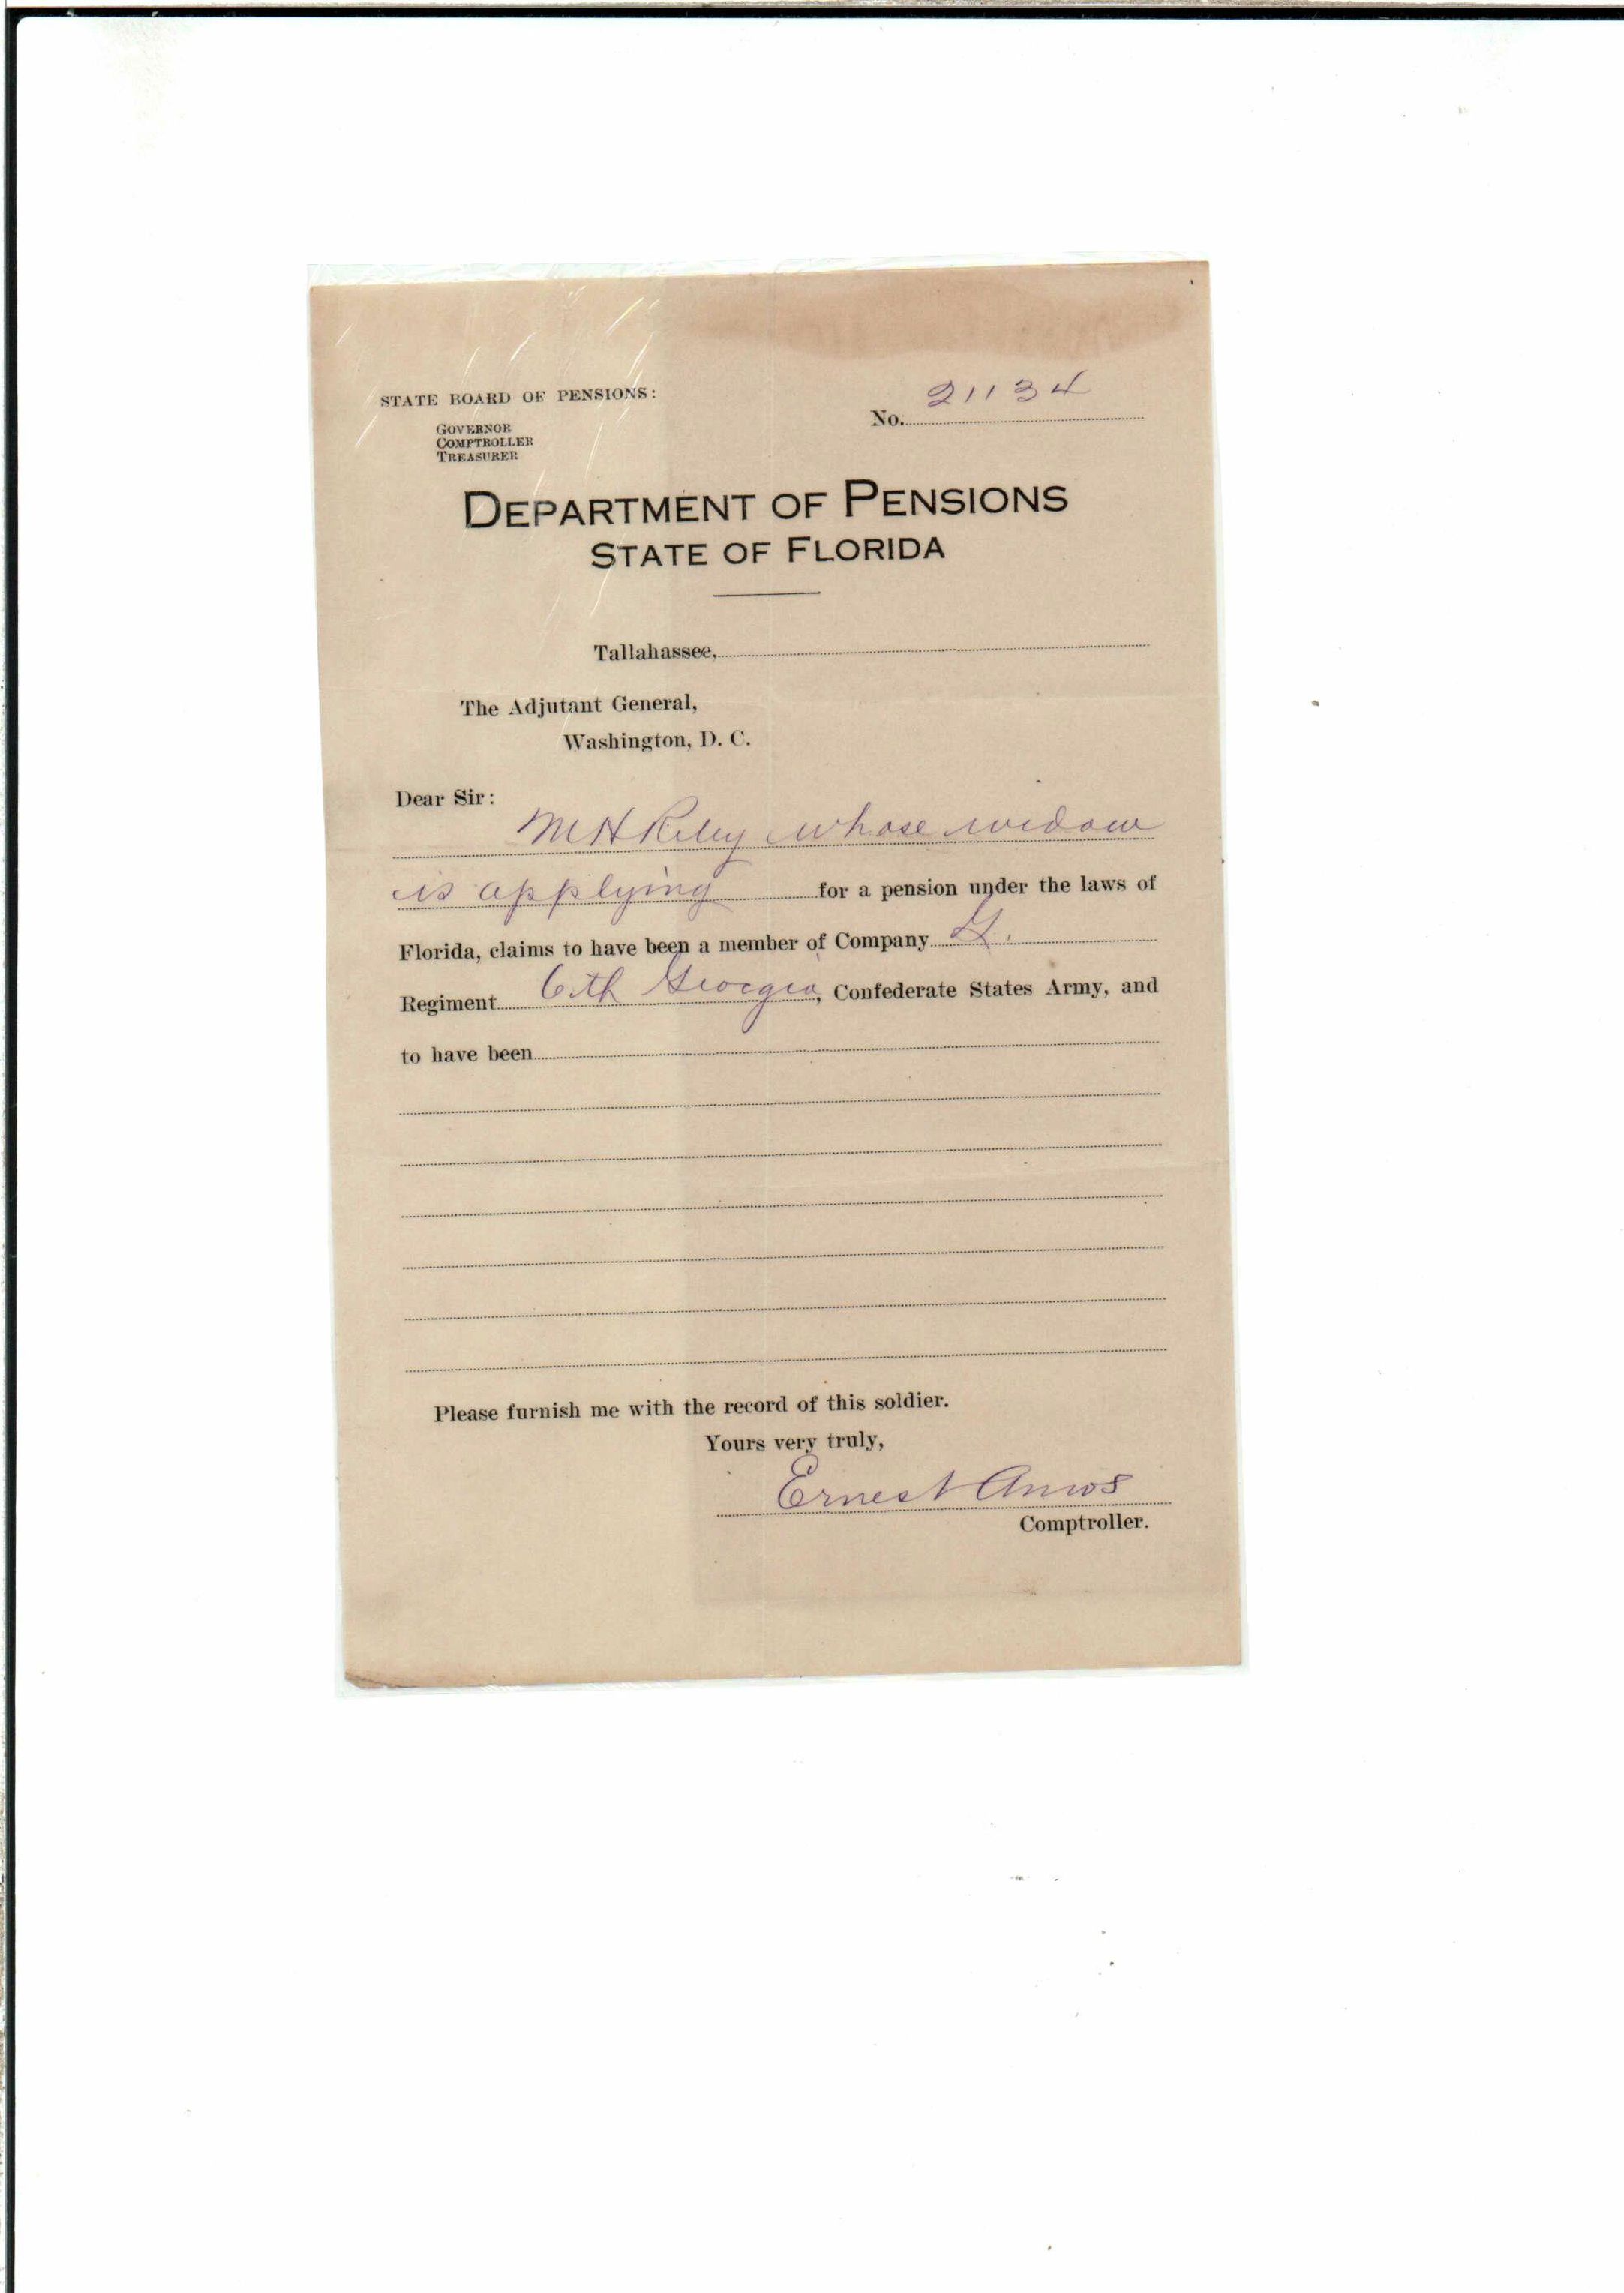 STATE BOARD OF PENSIONS:
GOVERNOR
COMPTROLLER
TREASURER
No. 21134
DEPARTMENT OF PENSIONS
STATE OF FLORIDA
Tallahassee,
The Adjutant General,
Washington, D. C.
Dear Sir:
M H Riley whose widow
is applying for a pension under the laws of
Florida, claims to have been a member of Company
Regiment 6th Georgia, Confederate States Army, and
to have been
Please furnish me with the record of this soldier.
Yours very truly,
Ernest Amos
Comptroller.